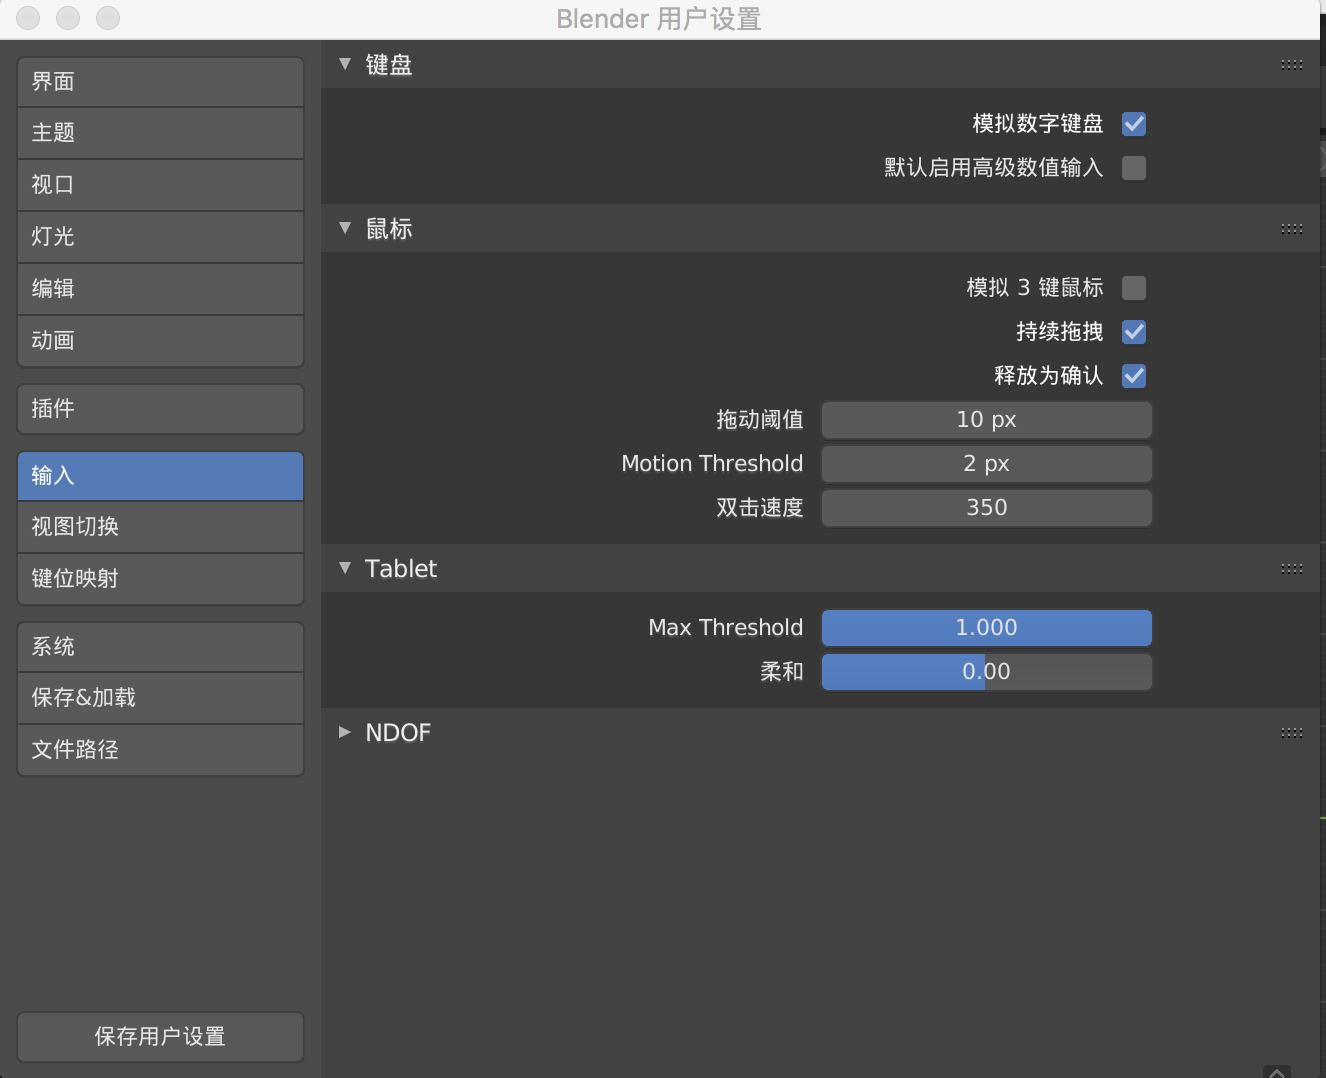 Blender 用户设置
界面
主题
视口
灯光
编辑
动画
插件
输入
视图切换
键位映射
系统
保存&加载
文件路径
保存用户设置
键盘
模拟数字键盘
默认启用高级数值输入
鼠标
模拟 3 键鼠标
持续拖拽
释放为确认
拖动阈值 10 px
Motion Threshold 2 px
双击速度 350
Tablet
Max Threshold 1.000
柔和 0.00
NDOF